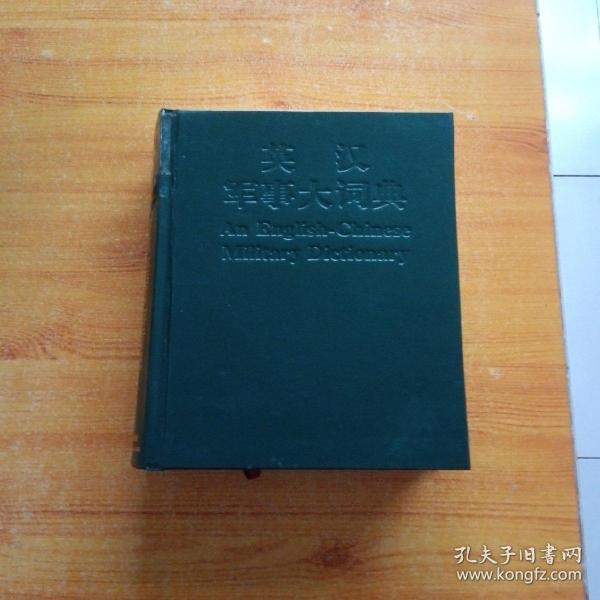 英 汉
军事大词典
An English-Chinese
Military Dictionary
孔夫子旧书网
www.kongfz.com